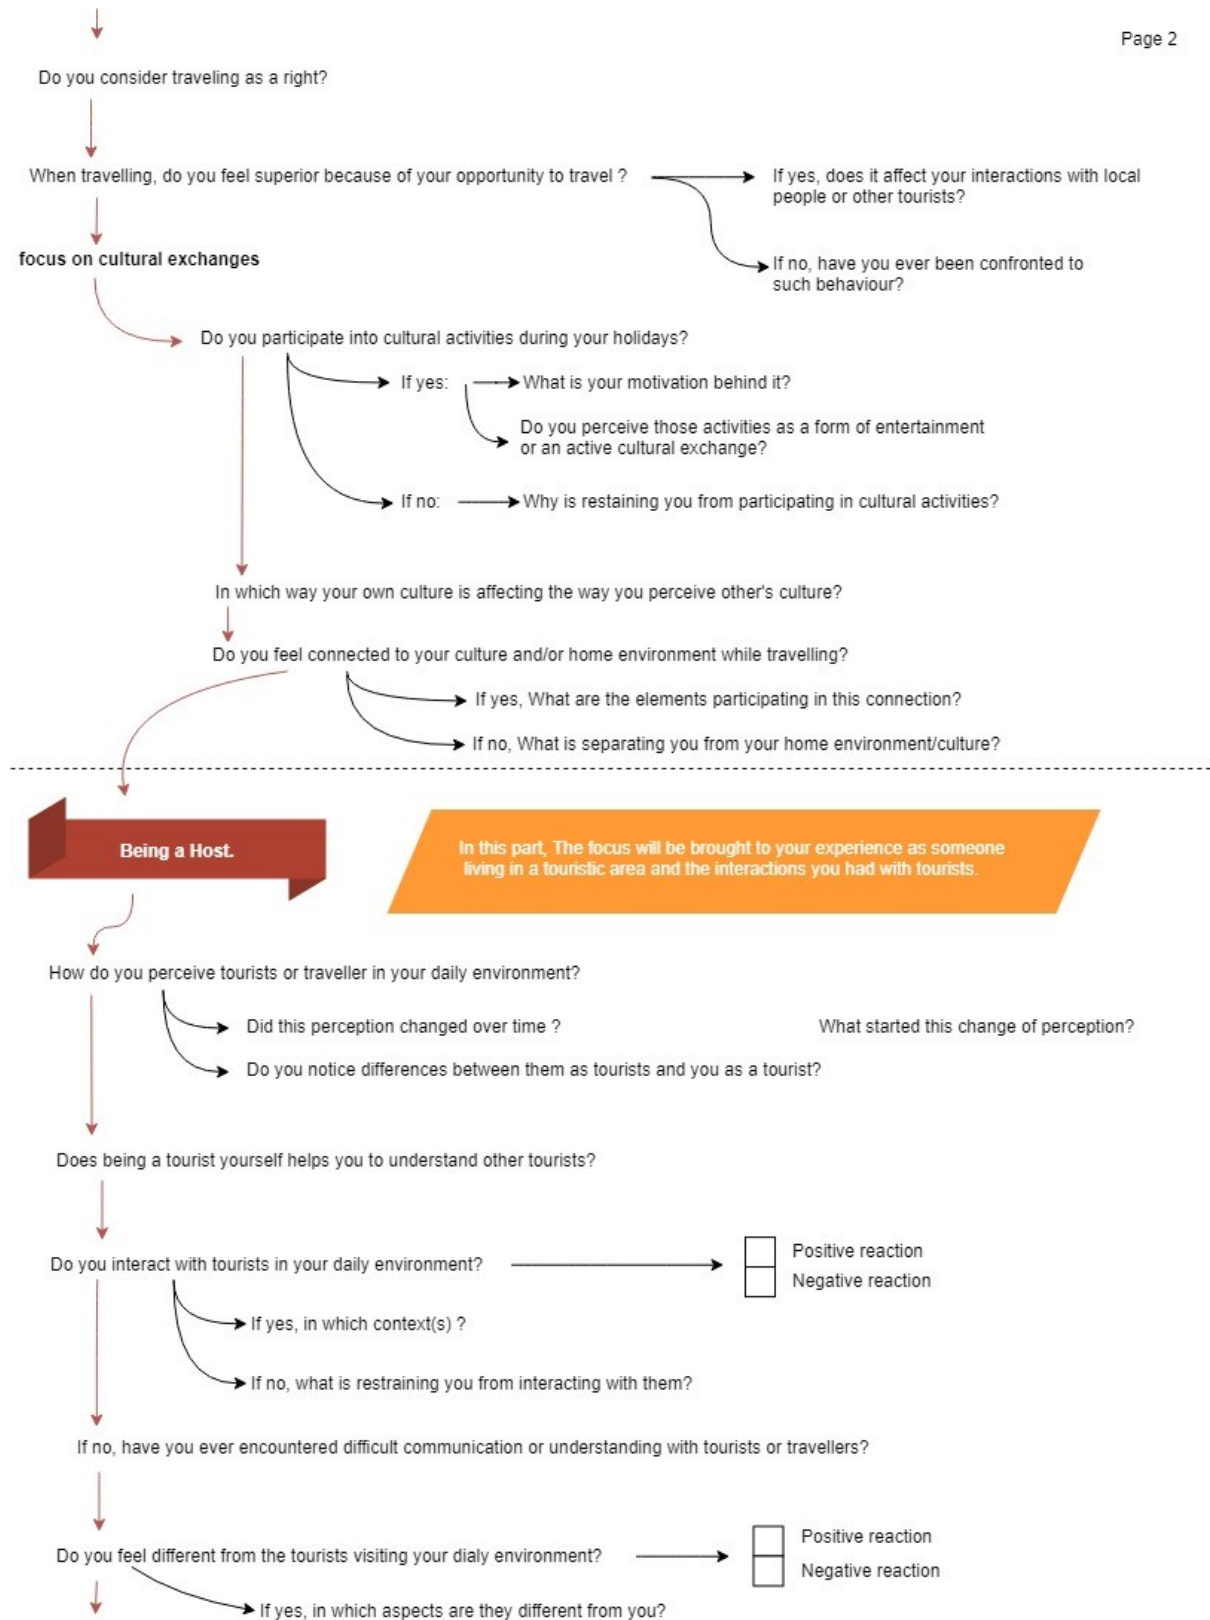 Page 2
Do you consider traveling as a right?
When travelling, do you feel superior because of your opportunity to travel ?
If yes, does it affect your interactions with local
people or other tourists?
If no, have you ever been confronted to
such behaviour?
focus on cultural exchanges
Do you participate into cultural activities during your holidays?
If yes:
What is your motivation behind it?
Do you perceive those activities as a form of entertainment
or an active cultural exchange?
If no:
Why is restaining you from participating in cultural activities?
In which way your own culture is affecting the way you perceive other's culture?
Do you feel connected to your culture and/or home environment while travelling?
If yes, What are the elements participating in this connection?
If no, What is separating you from your home environment/culture?
Being a Host.
In this part, The focus will be brought to your experience as someone
living in a touristic area and the interactions you had with tourists.
How do you perceive tourists or traveller in your daily environment?
Did this perception changed over time ?
What started this change of perception?
Do you notice differences between them as tourists and you as a tourist?
Does being a tourist yourself helps you to understand other tourists?
Do you interact with tourists in your daily environment?
Positive reaction
Negative reaction
If yes, in which context(s) ?
If no, what is restraining you from interacting with them?
If no, have you ever encountered difficult communication or understanding with tourists or travellers?
Do you feel different from the tourists visiting your dialy environment?
Positive reaction
Negative reaction
If yes, in which aspects are they different from you?